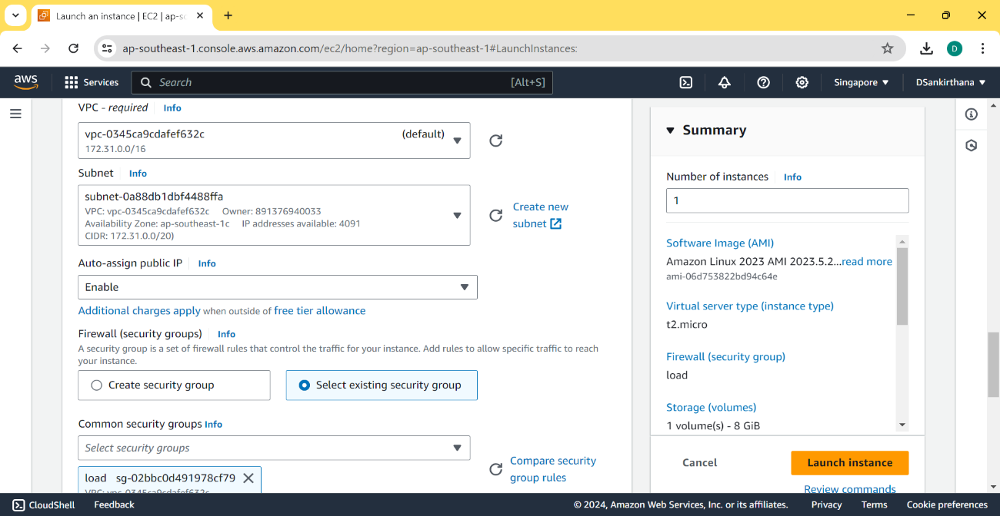 Launch an instance | EC2 | ap-sc
ap-southeast-1.console.aws.amazon.com/ec2/home?region=ap-southeast-1#LaunchInstances:
D
aws
Services
Search
[Alt+S]
Singapore
DSankirthana
VPC - required
Info
vpc-0345ca9cdafef632c
(default)
172.31.0.0/16
Subnet
Info
subnet-0a88db1dbf4488ffa
VPC: vpc-0345ca9cdafef632c Owner: 891376940033
Availability Zone: ap-southeast-1c IP addresses available: 4091
CIDR: 172.31.0.0/20)
Create new
subnet
Auto-assign public IP
Info
Enable
Additional charges apply when outside of free tier allowance
Firewall (security groups)
Info
A security group is a set of firewall rules that control the traffic for your instance. Add rules to allow specific traffic to reach
your instance.
Create security group
Select existing security group
Common security groups Info
Select security groups
load sg-02bbc0d491978cf79
VPC: vpc-0345ca9cdafef632c
Compare security
group rules
Summary
Number of instances
Info
1
Software Image (AMI)
Amazon Linux 2023 AMI 2023.5.2...read more
ami-06d753822bd94c64e
Virtual server type (instance type)
t2.micro
Firewall (security group)
load
Storage (volumes)
1 volume(s) - 8 GiB
Cancel
Launch instance
Review commands
CloudShell
Feedback
© 2024, Amazon Web Services, Inc. or its affiliates.
Privacy
Terms
Cookie preferences